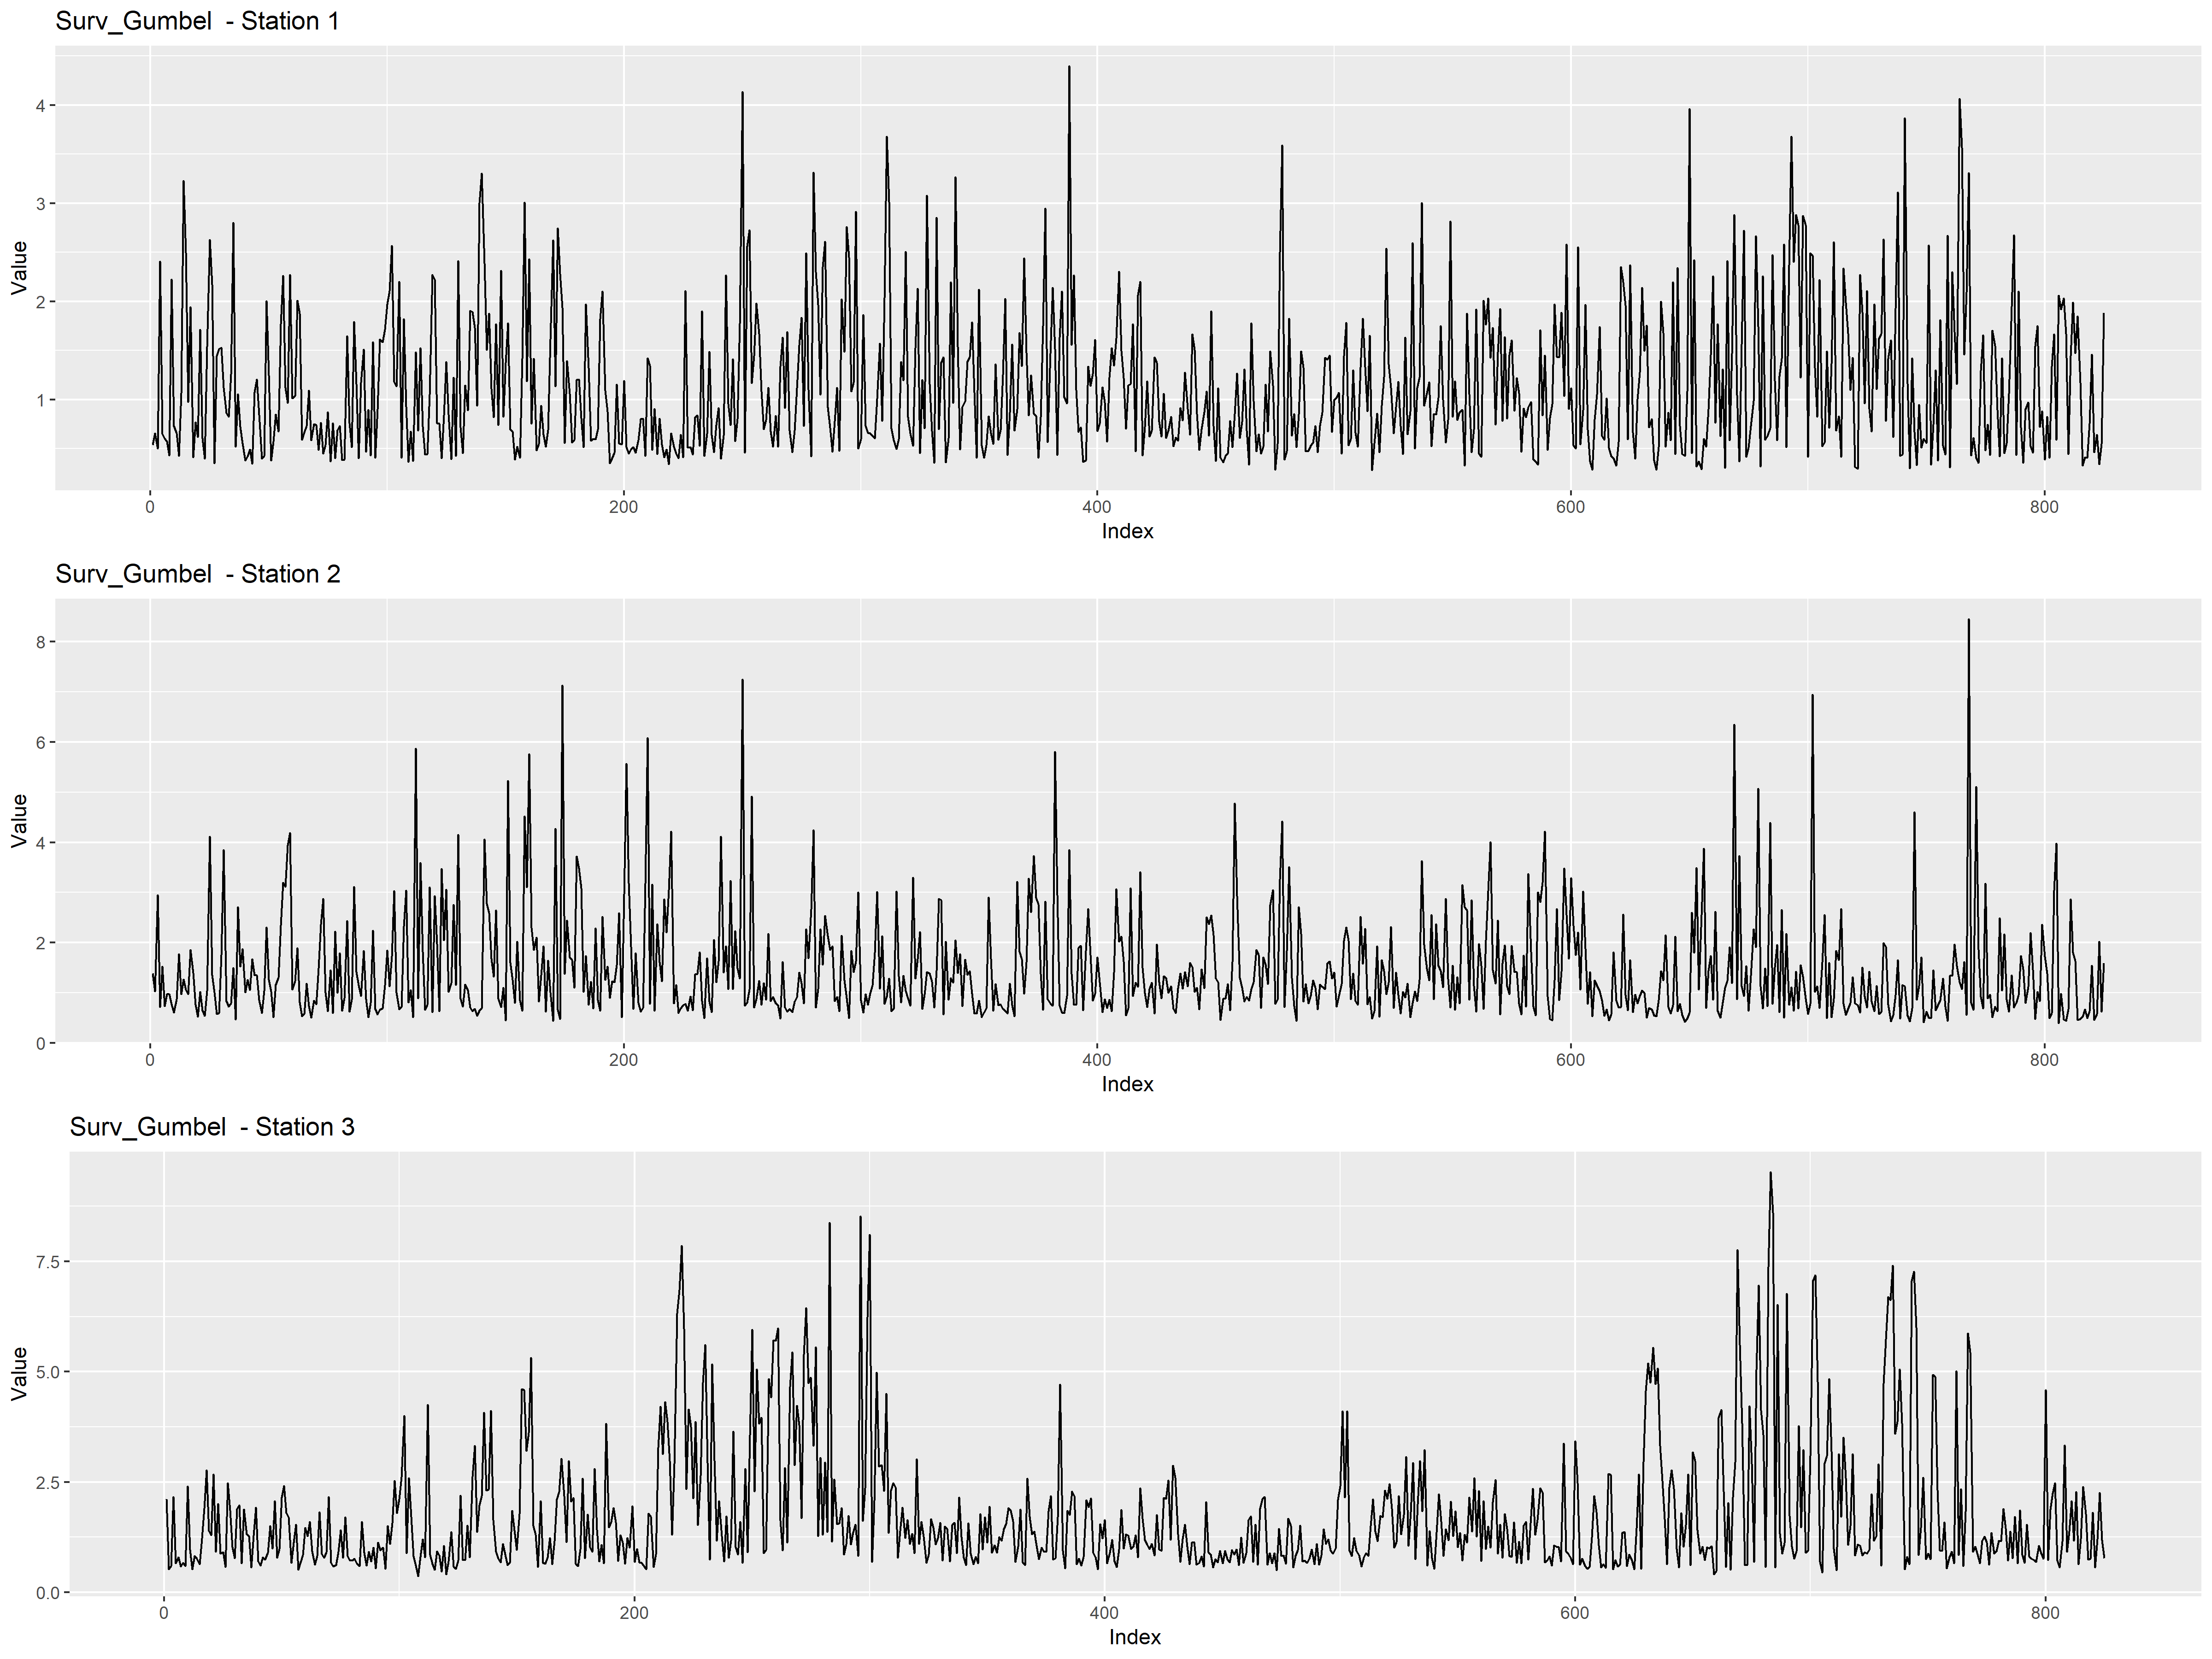 Surv_Gumbel  - Station 1
Value
4
3
2
1
0 200 400 600 800
Index
Surv_Gumbel  - Station 2
Value
8
6
4
2
0
0 200 400 600 800
Index
Surv_Gumbel  - Station 3
Value
7.5
5.0
2.5
0.0
0 200 400 600 800
Index